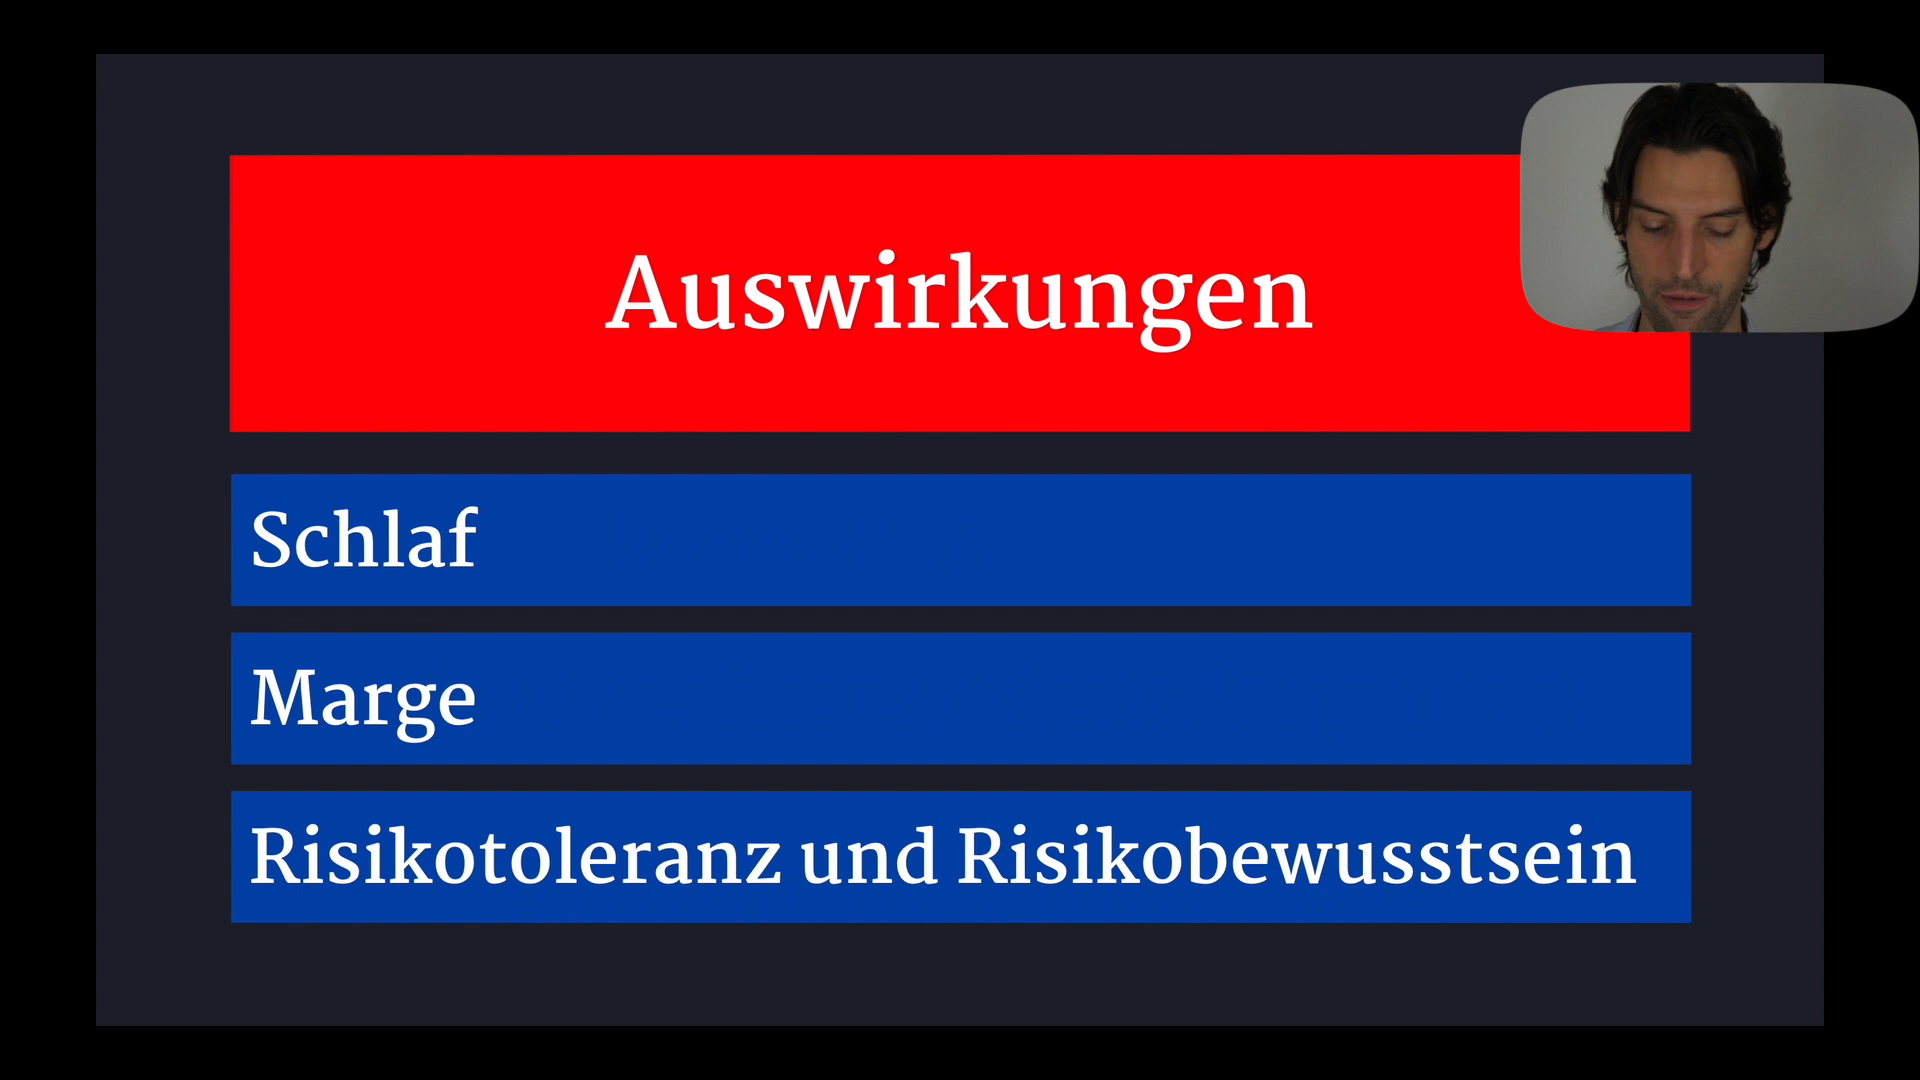 Auswirkungen
Schlaf
Marge
Risikotoleranz und Risikobewusstsein